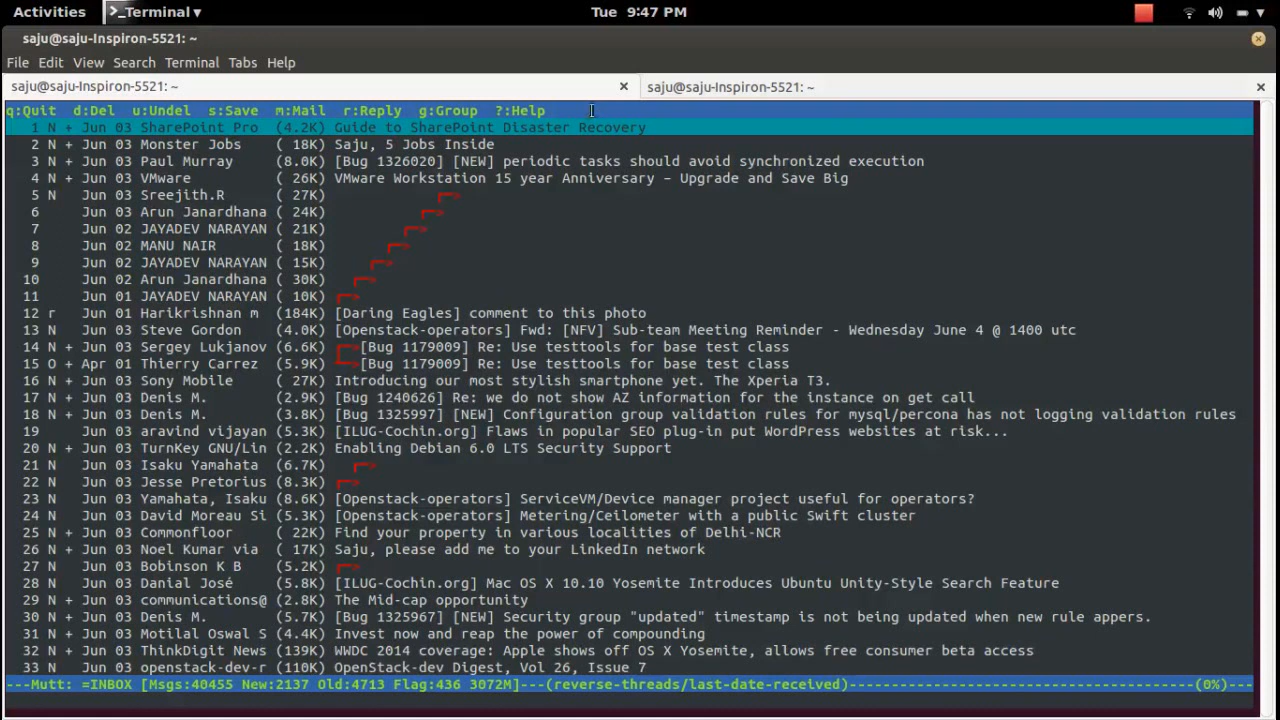 Activities >_Terminal ▾ Tue 9:47 PM
saju@saju-Inspiron-5521: ~
File Edit View Search Terminal Tabs Help
saju@saju-Inspiron-5521: ~ × saju@saju-Inspiron-5521: ~ ×
q:Quit d:Del u:Undel s:Save m:Mail r:Reply g:Group ?:Help
1 N + Jun 03 SharePoint Pro (4.2K) Guide to SharePoint Disaster Recovery
2 N + Jun 03 Monster Jobs ( 18K) Saju, 5 Jobs Inside
3 N + Jun 03 Paul Murray (8.0K) [Bug 1326020] [NEW] periodic tasks should avoid synchronized execution
4 N + Jun 03 VMware ( 26K) VMware Workstation 15 year Anniversary – Upgrade and Save Big
5 N Jun 03 Sreejith.R ( 27K) ┌─>
6 Jun 03 Arun Janardhana ( 24K) ┌─>
7 Jun 02 JAYADEV NARAYAN ( 21K) ┌─>
8 Jun 02 MANU NAIR ( 18K) ┌─>
9 Jun 02 JAYADEV NARAYAN ( 15K) ┌─>
10 Jun 02 Arun Janardhana ( 30K) ┌─>
11 Jun 01 JAYADEV NARAYAN ( 10K) ┌─>
12 r Jun 01 Harikrishnan m (184K) [Daring Eagles] comment to this photo
13 N Jun 03 Steve Gordon (4.0K) [Openstack-operators] Fwd: [NFV] Sub-team Meeting Reminder - Wednesday June 4 @ 1400 utc
14 N + Jun 03 Sergey Lukjanov (6.6K) ┌─>[Bug 1179009] Re: Use testtools for base test class
15 O + Apr 01 Thierry Carrez (5.9K) ├─>[Bug 1179009] Re: Use testtools for base test class
16 N + Jun 03 Sony Mobile ( 27K) Introducing our most stylish smartphone yet. The Xperia T3.
17 N + Jun 03 Denis M. (2.9K) [Bug 1240626] Re: we do not show AZ information for the instance on get call
18 N + Jun 03 Denis M. (3.8K) [Bug 1325997] [NEW] Configuration group validation rules for mysql/percona has not logging validation rules
19 Jun 03 aravind vijayan (5.3K) [ILUG-Cochin.org] Flaws in popular SEO plug-in put WordPress websites at risk...
20 N + Jun 03 TurnKey GNU/Lin (2.2K) Enabling Debian 6.0 LTS Security Support
21 N Jun 03 Isaku Yamahata (6.7K) ┌─>
22 N Jun 03 Jesse Pretorius (8.3K) ┌─>
23 N Jun 03 Yamahata, Isaku (8.6K) [Openstack-operators] ServiceVM/Device manager project useful for operators?
24 N Jun 03 David Moreau Si (5.3K) [Openstack-operators] Metering/Ceilometer with a public Swift cluster
25 N + Jun 03 Commonfloor ( 22K) Find your property in various localities of Delhi-NCR
26 N + Jun 03 Noel Kumar via ( 17K) Saju, please add me to your LinkedIn network
27 N Jun 03 Bobinson K B (5.2K) ┌─>
28 N Jun 03 Danial José (5.8K) [ILUG-Cochin.org] Mac OS X 10.10 Yosemite Introduces Ubuntu Unity-Style Search Feature
29 N + Jun 03 communications@ (2.8K) The Mid-cap opportunity
30 N + Jun 03 Denis M. (5.7K) [Bug 1325967] [NEW] Security group "updated" timestamp is not being updated when new rule appers.
31 N + Jun 03 Motilal Oswal S (4.4K) Invest now and reap the power of compounding
32 N + Jun 03 ThinkDigit News (139K) WWDC 2014 coverage: Apple shows off OS X Yosemite, allows free consumer beta access
33 N Jun 03 openstack-dev-r (110K) OpenStack-dev Digest, Vol 26, Issue 7
---Mutt: =INBOX [Msgs:40455 New:2137 Old:4713 Flag:436 3072M]---(reverse-threads/last-date-received)-----------------------------------------(0%)---